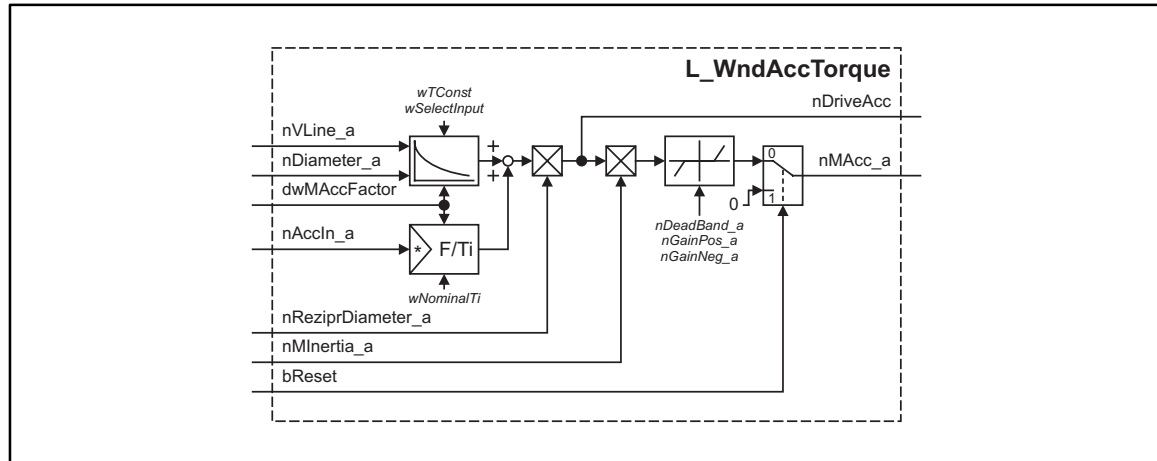 L_WndAccTorque
wTConst
wSelectInput
nDriveAcc
nVLine_a
nDiameter_a
dwMAccFactor
+
+
0
nMAcc_a
1
0
nAccIn_a
* F/Ti
nDeadBand_a
nGainPos_a
nGainNeg_a
wNominalTi
nReziprDiameter_a
nMInertia_a
bReset